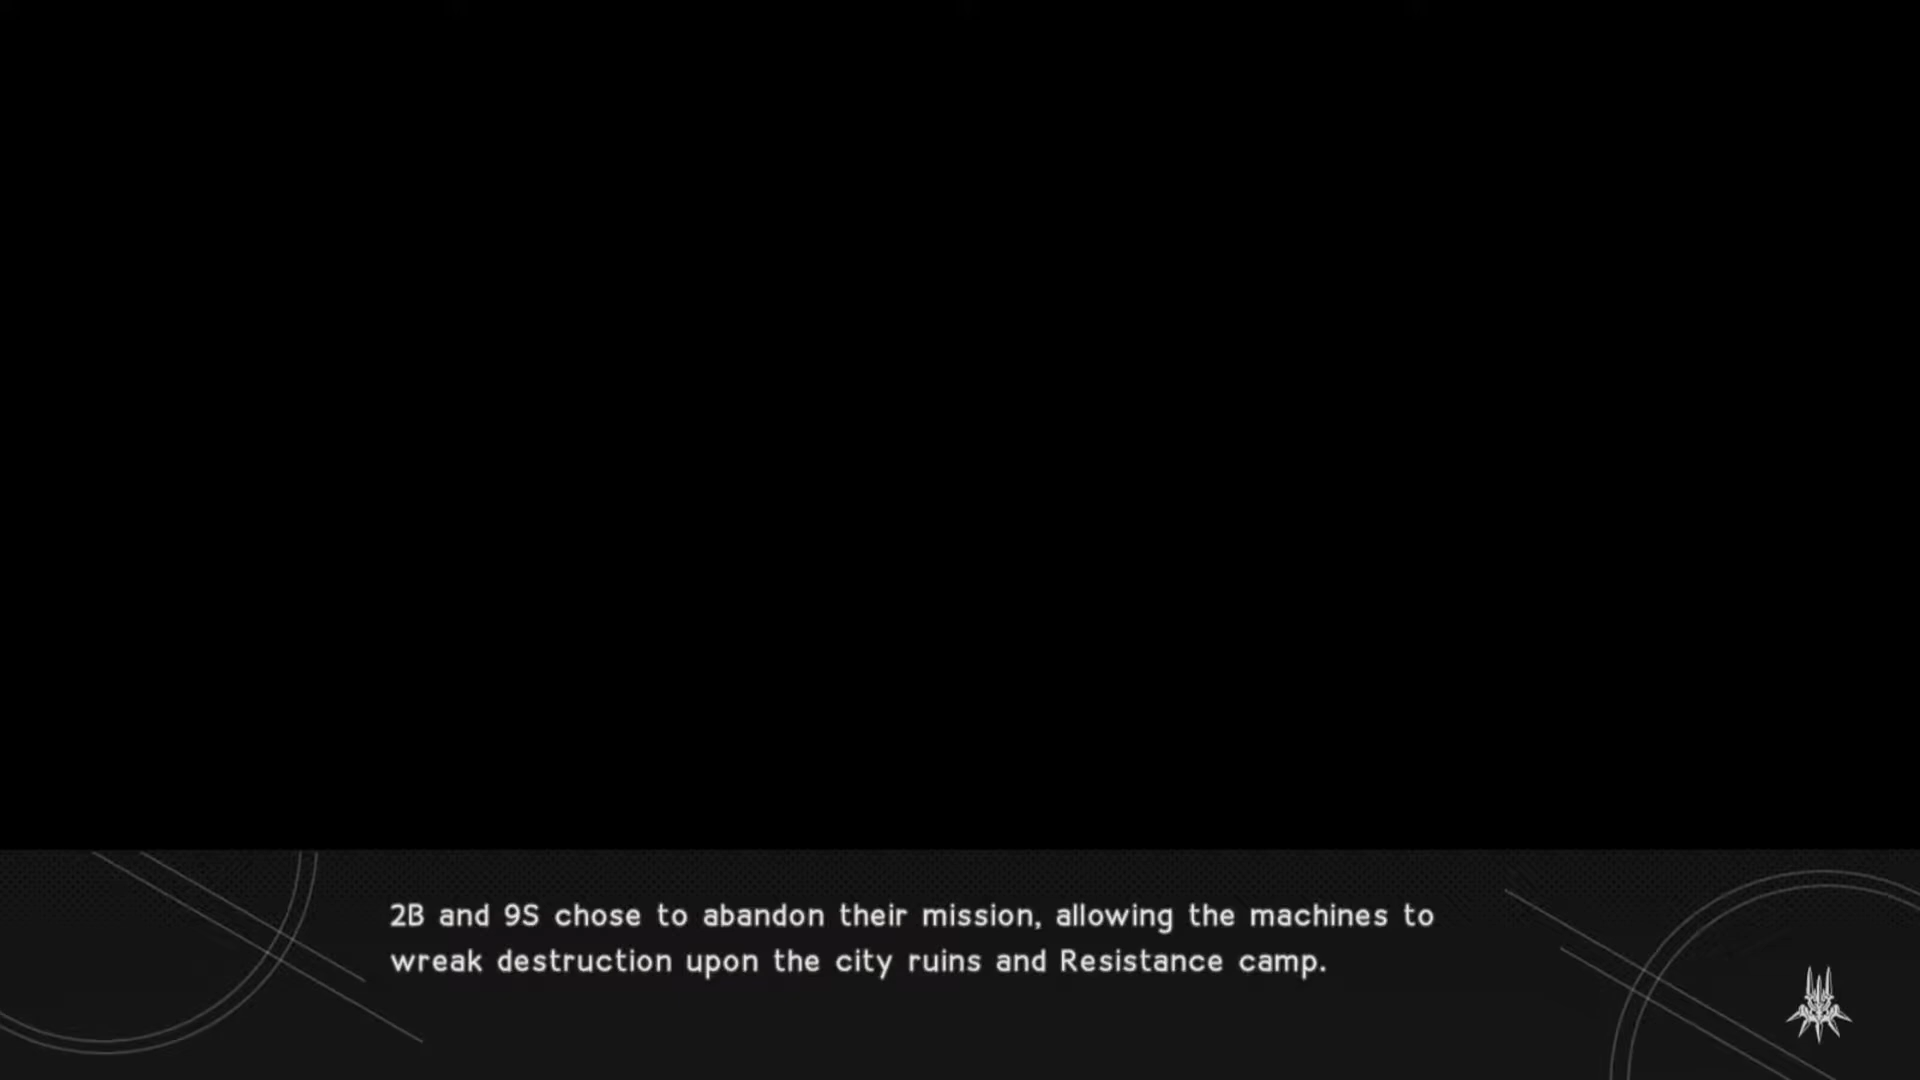 2B and 9S chose to abandon their mission, allowing the machines to
wreak destruction upon the city ruins and Resistance camp.